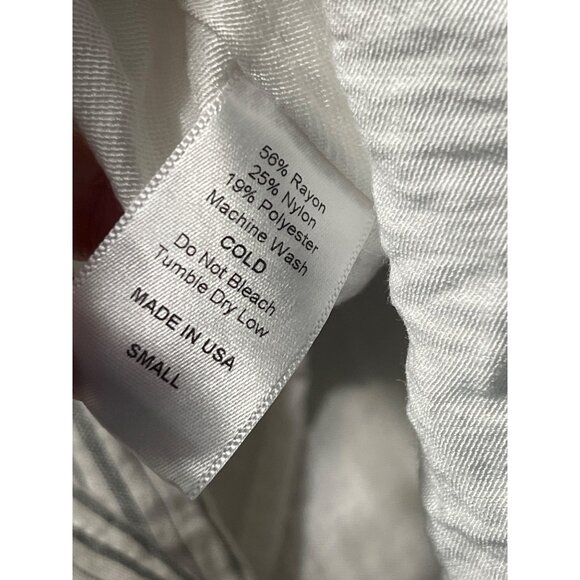 56% Rayon
25% Nylon
19% Polyester
Machine Wash
COLD
Do Not Bleach
Tumble Dry Low
MADE IN USA
SMALL